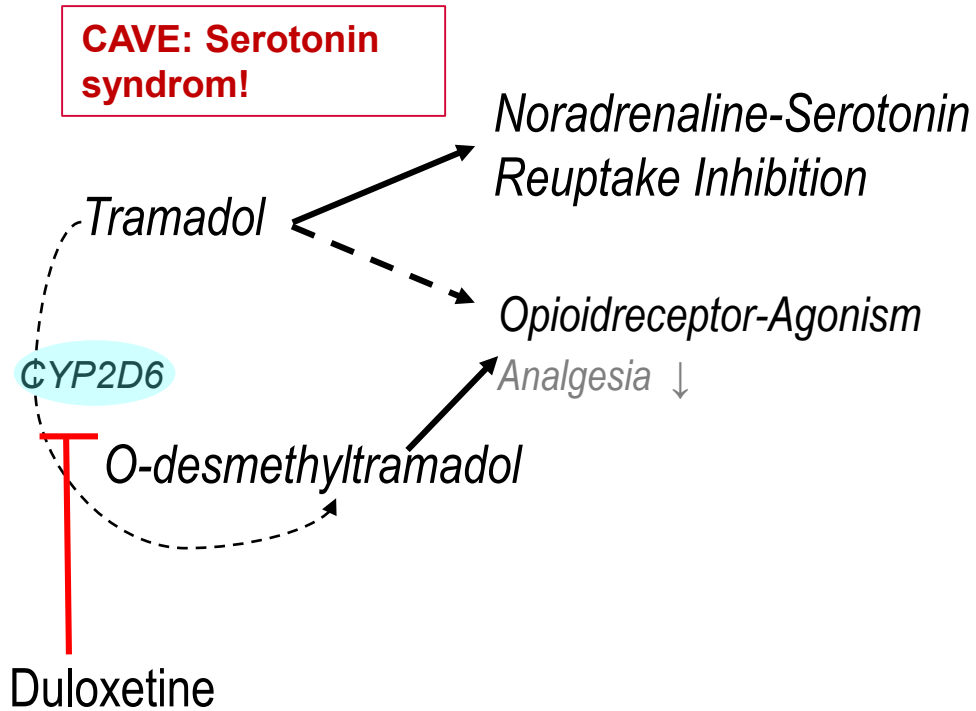 CAVE: Serotonin
syndrom!
Noradrenaline-Serotonin
Reuptake Inhibition
Tramadol
Opioidreceptor-Agonism
Analgesia ↓
CYP2D6
O-desmethyltramadol
Duloxetine